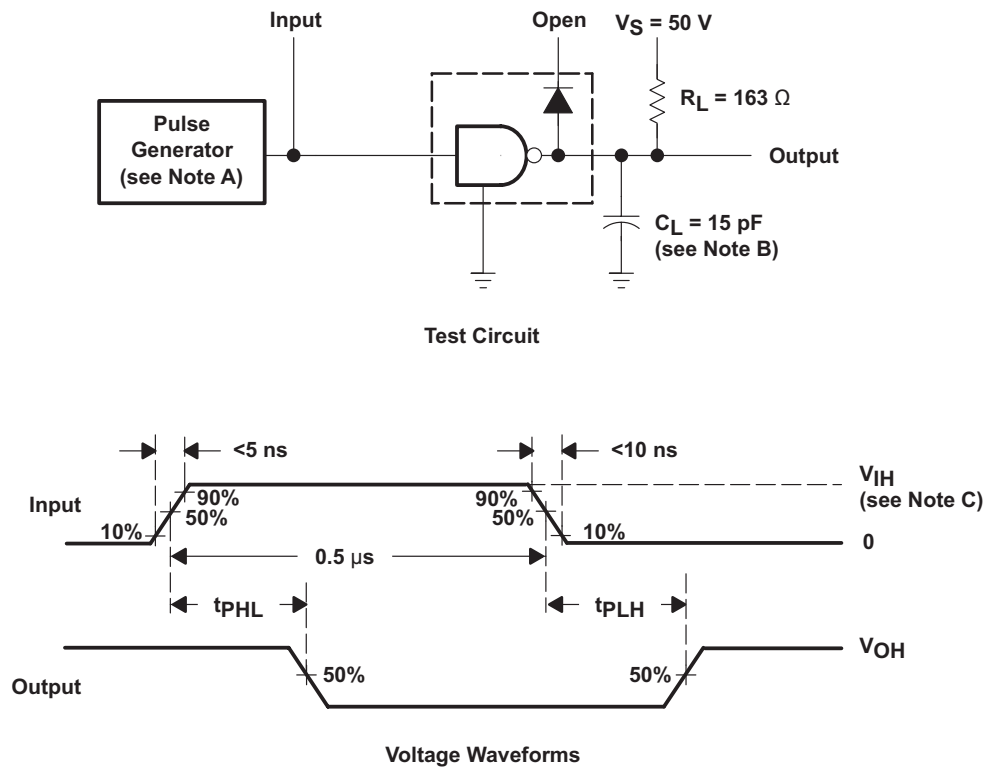 Input
Open
VS = 50 V
RL = 163 Ω
Pulse
Generator
(see Note A)
Output
CL = 15 pF
(see Note B)
Test Circuit
<5 ns
<10 ns
VIH
(see Note C)
Input
90%
50%
10%
90%
50%
10%
0
0.5 µs
tPHL
tPLH
VOH
Output
50%
50%
Voltage Waveforms